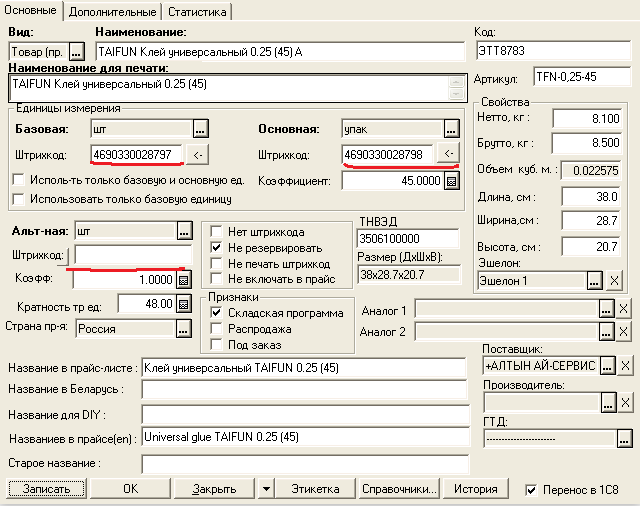 Основные Дополнительные Статистика
Вид: Наименование: Код:
Товар (пр. ... TAIFUN Клей универсальный 0.25 (45) А ЭТТ8783
Наименование для печати:
TAIFUN Клей универсальный 0.25 (45) Артикул: TFN-0,25-45
Единицы измерения Свойства
Базовая: шт ... Основная: упак ... Нетто, кг : 8.100
Штрихкод: 4690330028797 <- Штрихкод: 4690330028798 <- Брутто, кг : 8.500
Исполь-ть только базовую и основную ед. Коэффициент: 45.0000 Объем куб. м. : 0.022575
Использовать только базовую единицу Длина, см : 38.0
Альт-ная: шт ... Нет штрихкода ТНВЭД Ширина,см : 28.7
Штрихкод: Не резервировать 3506100000 Высота, см : 20.7
Не печать штрихкод Размер (ДхШхВ): Эшелон:
Коэфф: 1.0000 Не включать в прайс 38x28.7x20.7 Эшелон 1 ... X
Кратность тр ед: 48.00 Признаки
Страна пр-я: Россия ... Складская программа Аналог 1 ... X
Распродажа Аналог 2 ... X
Под заказ Поставщик:
Название в прайс-листе : Клей универсальный TAIFUN 0.25 (45) +АЛТЫН АЙ-СЕРВИС ... X
Название в Беларусь : Производитель:
... X
Название для DIY : ГТД:
Названиев в прайсе(en) : Universal glue TAIFUN 0.25 (45) ----------------------- ...
Старое название :
Записать OK Закрыть Этикетка Справочники... История Перенос в 1С8